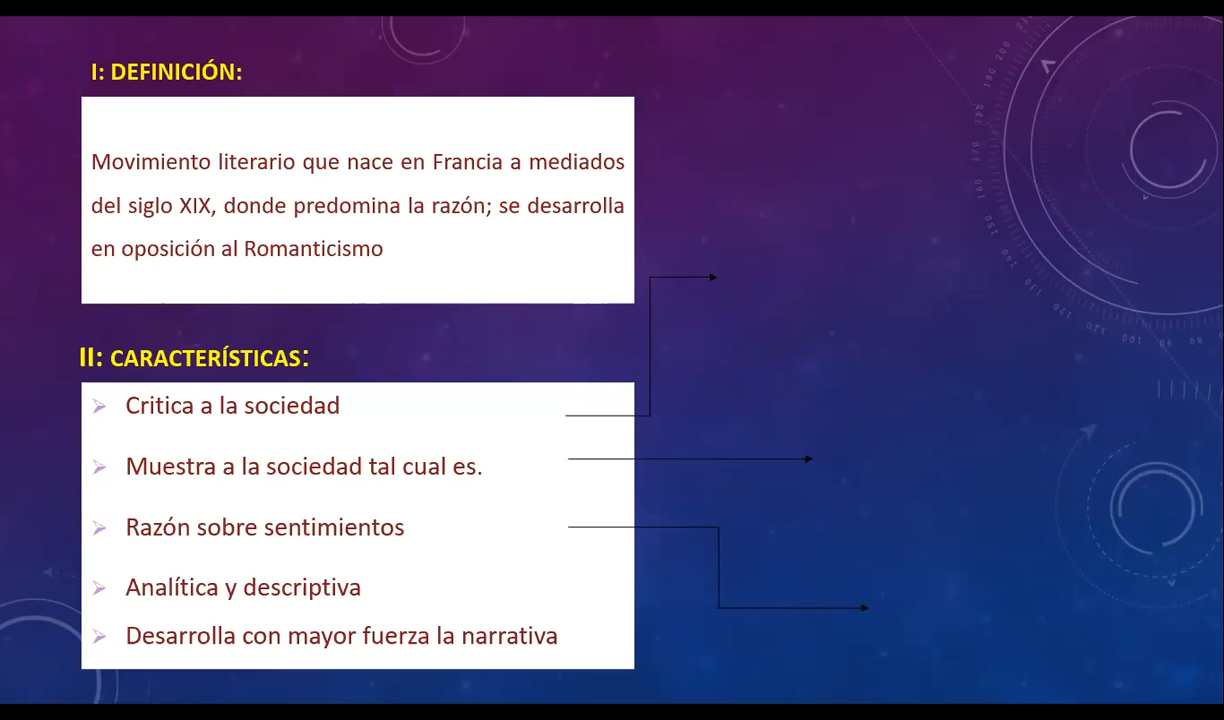 I: DEFINICIÓN:
Movimiento literario que nace en Francia a mediados
del siglo XIX, donde predomina la razón; se desarrolla
en oposición al Romanticismo
II: CARACTERÍSTICAS:
Critica a la sociedad
Muestra a la sociedad tal cual es.
Razón sobre sentimientos
Analítica y descriptiva
Desarrolla con mayor fuerza la narrativa